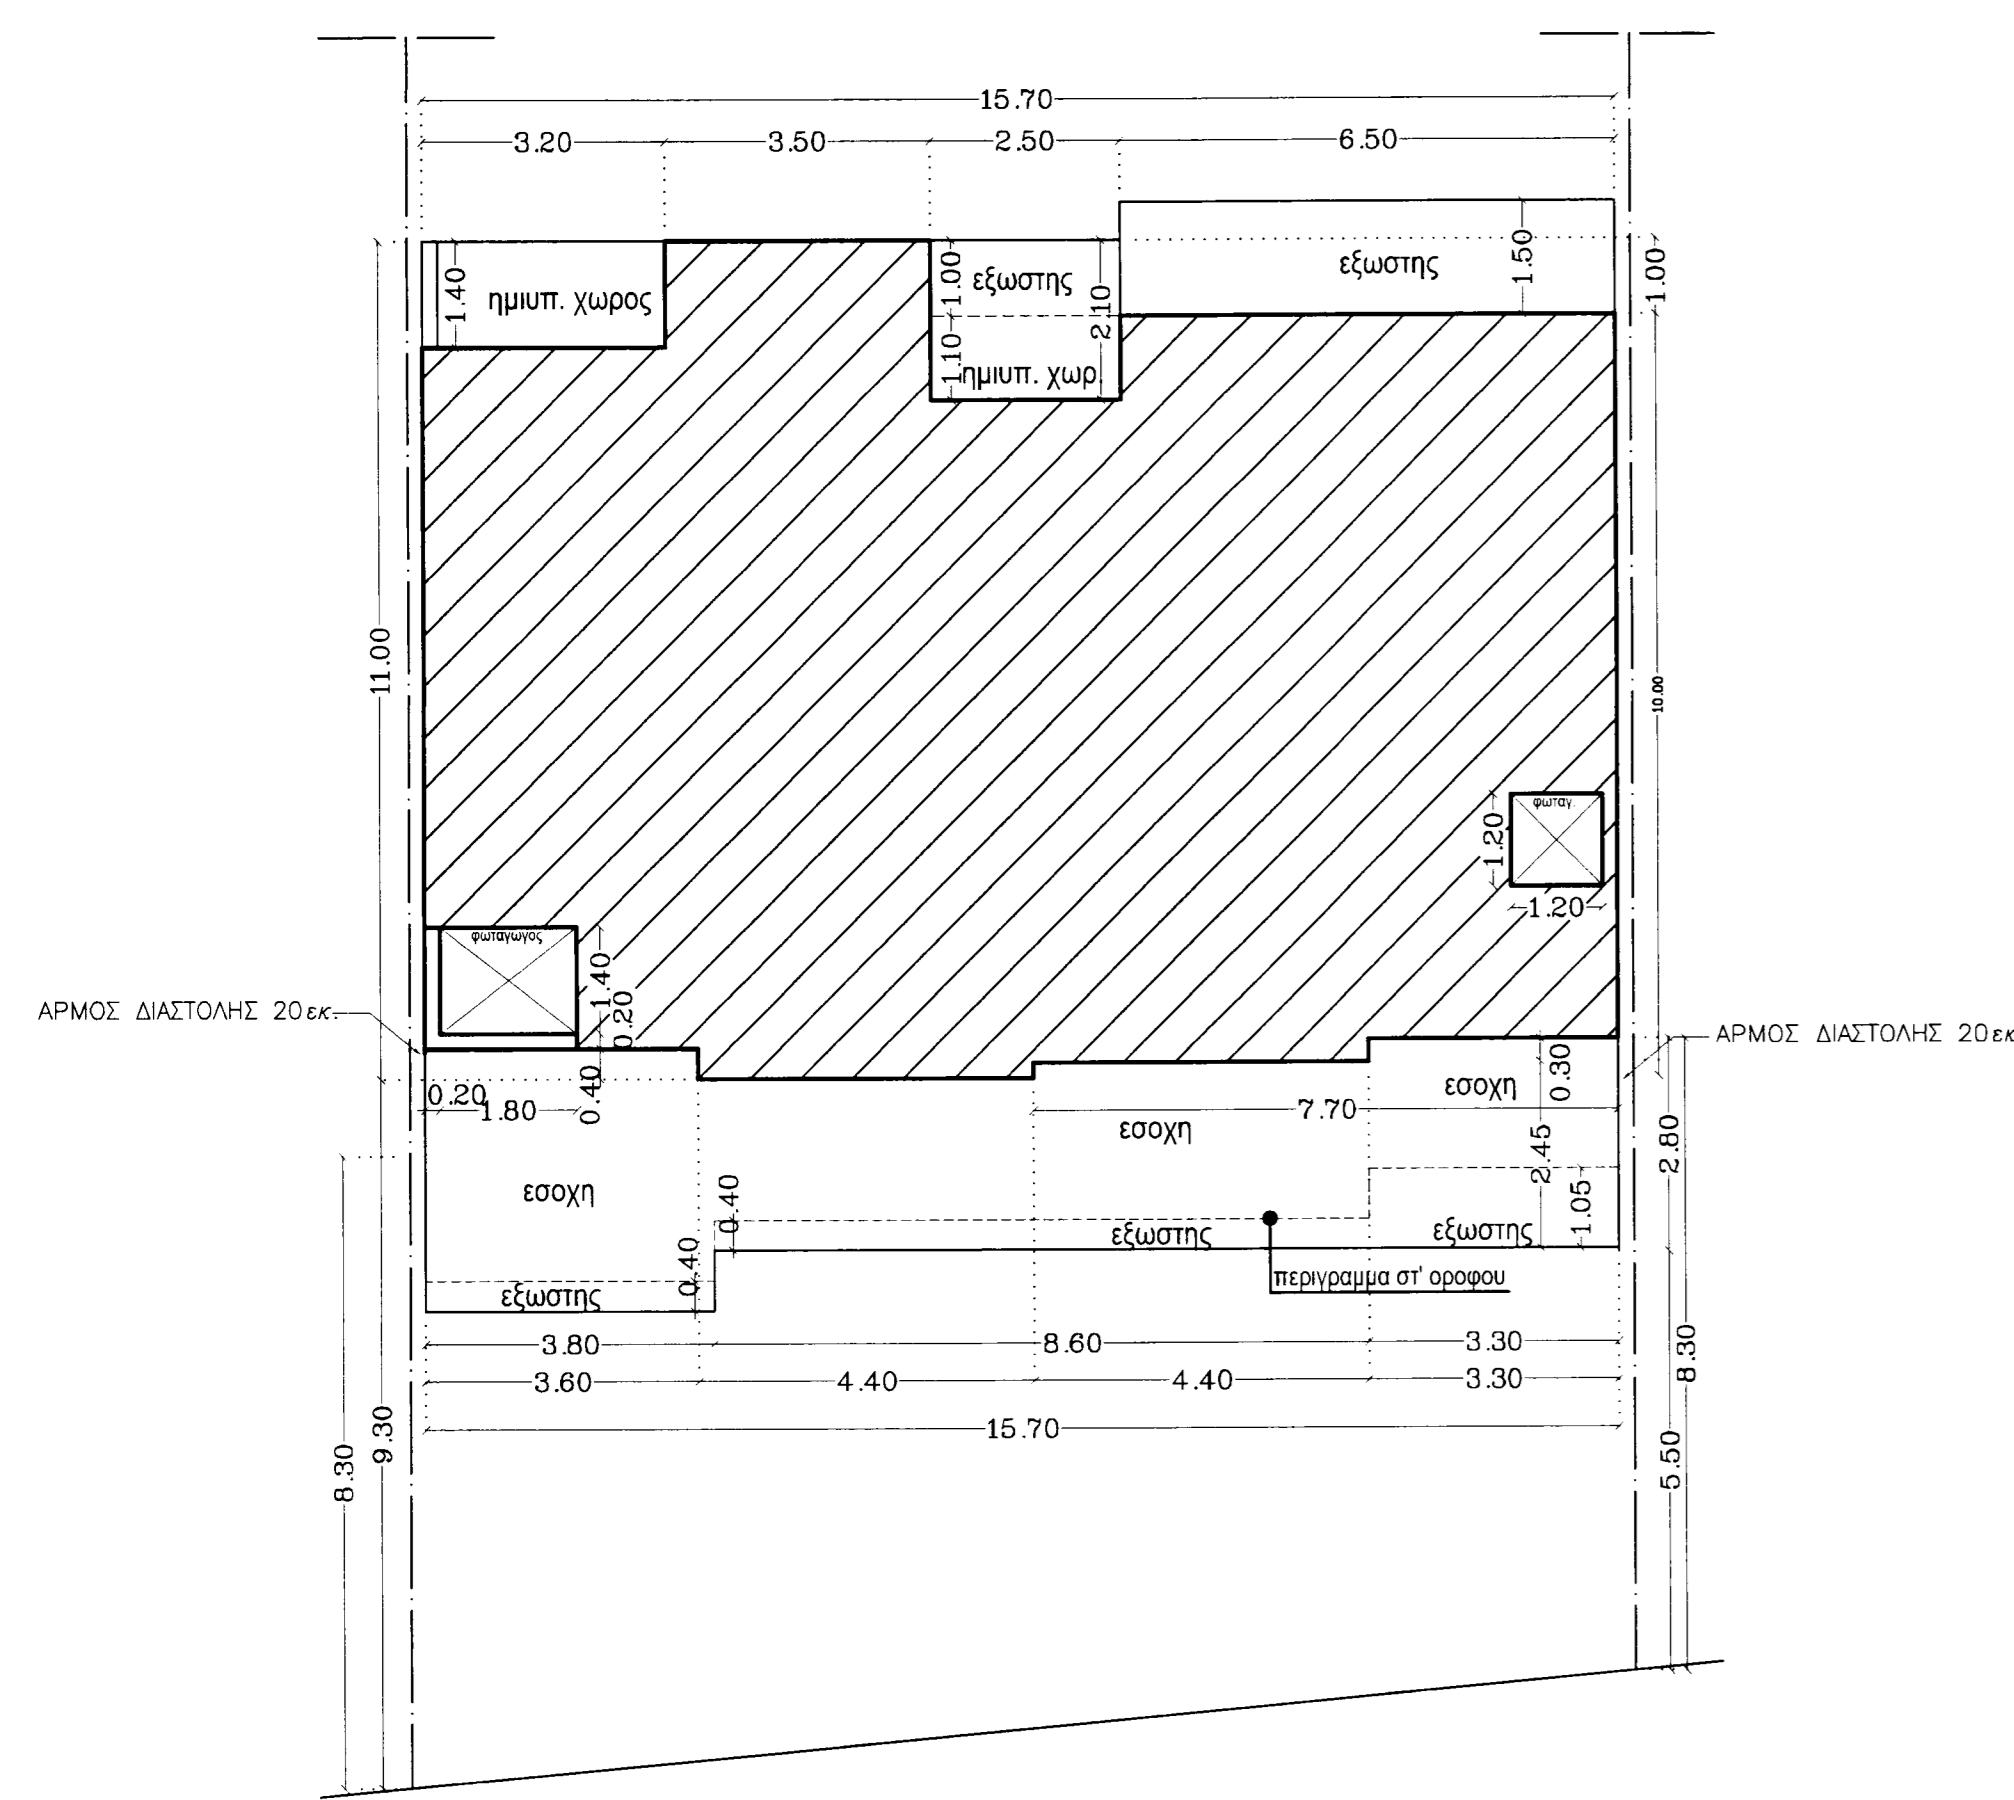 15.70
3.20 3.50 2.50 6.50
1.40
ημιυπ. χωρος
1.00
εξωστης
2.10
1.10
ημιυπ. χωρ.
εξωστης
1.50
1.00
11.00
10.00
φωταγ.
1.20
1.20
φωταγωγος
1.40
0.20
ΑΡΜΟΣ ΔΙΑΣΤΟΛΗΣ 20εκ.
ΑΡΜΟΣ ΔΙΑΣΤΟΛΗΣ 20εκ
0.20
1.80
0.40
εσοχη
0.30
7.70
εσοχη
2.45
2.80
εσοχη
1.05
0.40
εξωστης
εξωστης
0.40
εξωστης
περιγραμμα στ' οροφου
3.80 8.60 3.30
3.60 4.40 4.40 3.30
15.70
8.30
9.30
8.30
5.50